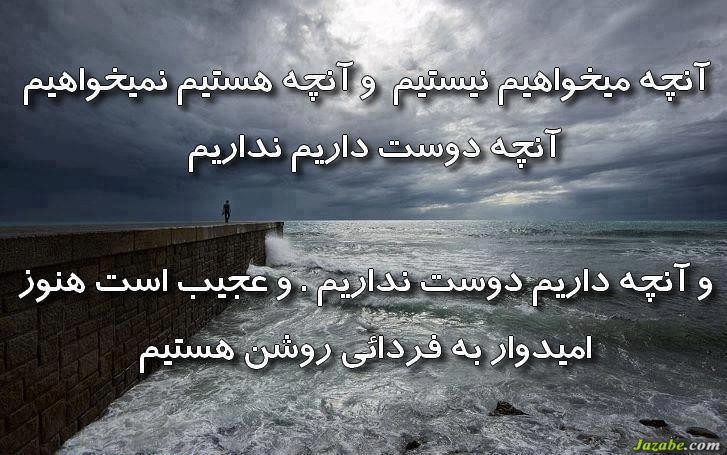 آنچه میخواهیم نیستیم و آنچه هستیم نمیخواهیم
آنچه دوست داریم نداریم
و آنچه داریم دوست نداریم . و عجیب است هنوز
امیدوار به فردائی روشن هستیم
Jazabe.com